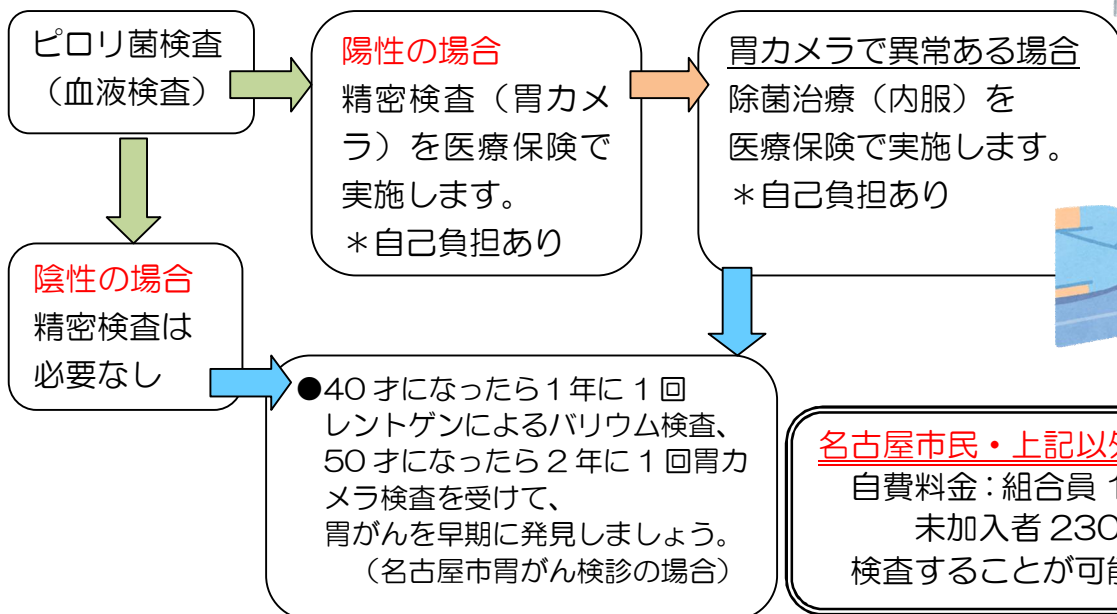 ピロリ菌検査
（血液検査）
陽性の場合
精密検査（胃カメ
ラ）を医療保険で
実施します。
＊自己負担あり
胃カメラで異常ある場合
除菌治療（内服）を
医療保険で実施します。
＊自己負担あり
陰性の場合
精密検査は
必要なし
●40才になったら１年に１回
レントゲンによるバリウム検査、
50才になったら２年に１回胃カ
メラ検査を受けて、
胃がんを早期に発見しましょう。
（名古屋市胃がん検診の場合）
名古屋市民・上記以
自費料金：組合員
未加入者 230
検査することが可能